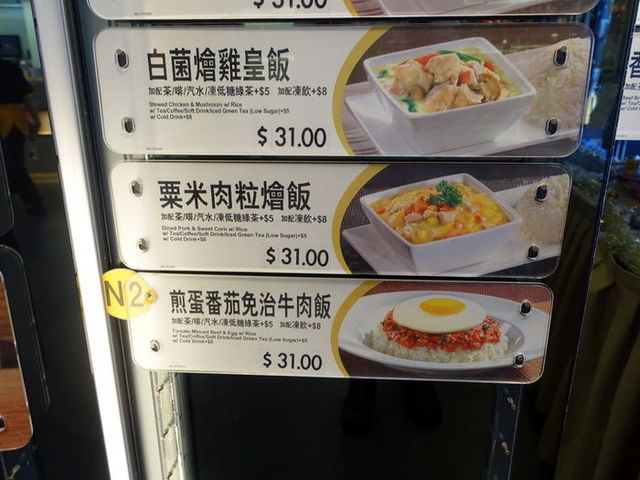 $ 31.00
白菌燴雞皇飯
加配茶/啡/汽水/凍低糖綠茶+$5 加配凍飲+$8
Stewed Chicken & Mushroom w/ Rice
w/ Tea/Coffee/Soft Drink/Iced Green Tea (Low Sugar)+$5
w/ Cold Drink+$8
$ 31.00
粟米肉粒燴飯
加配茶/啡/汽水/凍低糖綠茶+$5 加配凍飲+$8
Diced Pork & Sweet Corn w/ Rice
w/ Tea/Coffee/Soft Drink/Iced Green Tea (Low Sugar)+$5
w/ Cold Drink+$8
$ 31.00
N2
煎蛋番茄免治牛肉飯
加配茶/啡/汽水/凍低糖綠茶+$5 加配凍飲+$8
Tomato Minced Beef & Egg w/ Rice
w/ Tea/Coffee/Soft Drink/Iced Green Tea (Low Sugar)+$5
w/ Cold Drink+$8
$ 31.00